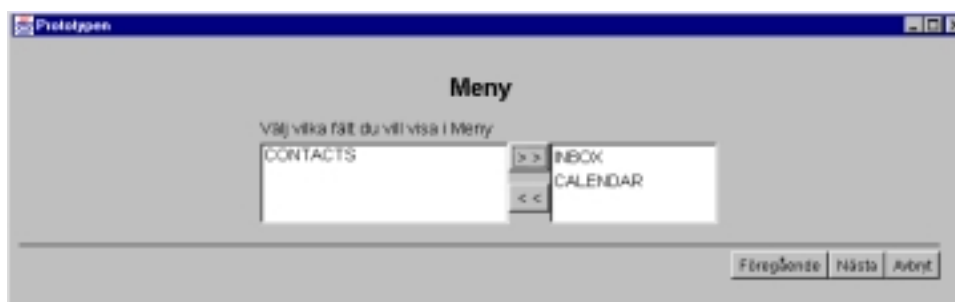 Prototypen
Meny
Välj vilka fält du vill visa i Meny
CONTACTS
>>
INBOX
CALENDAR
<<
Föregående Nästa Avbryt